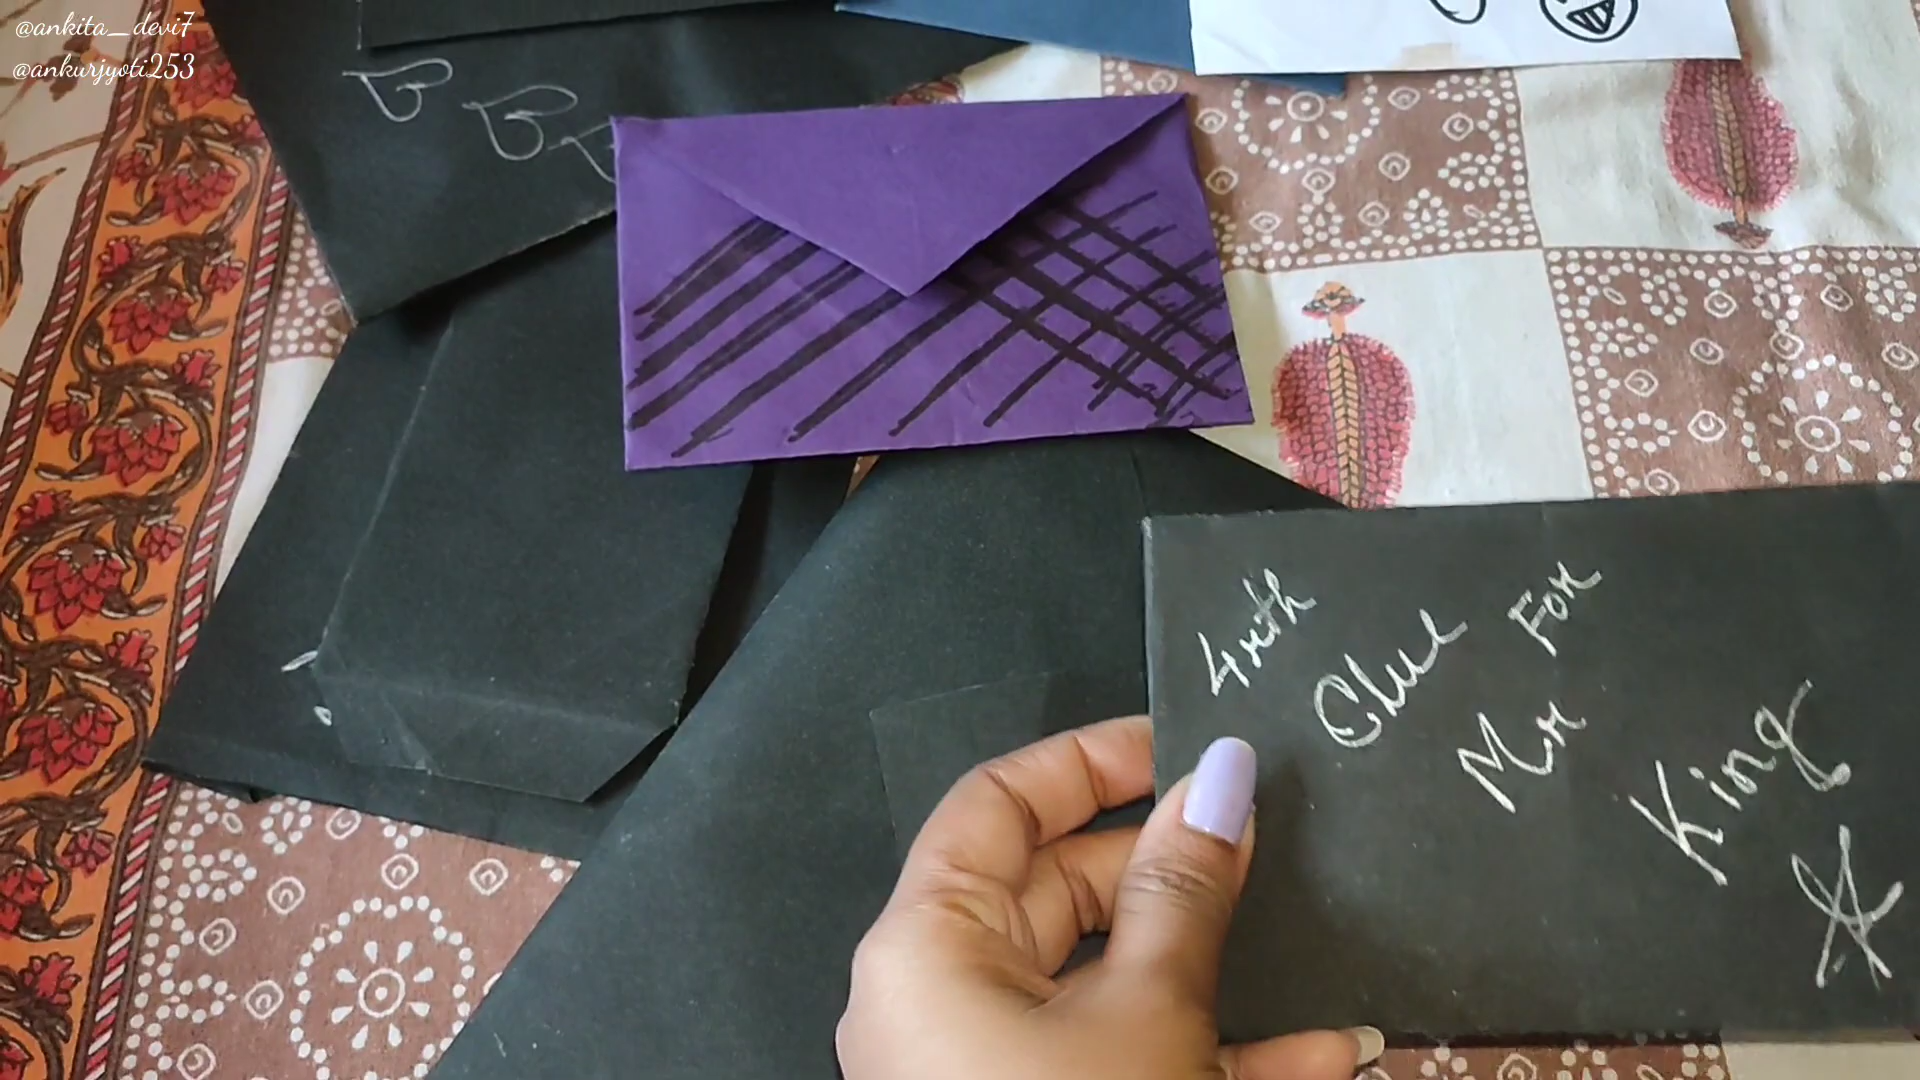 @ankita_devi7
@ankurjyoti253
4rth
Clue For
Mr
King